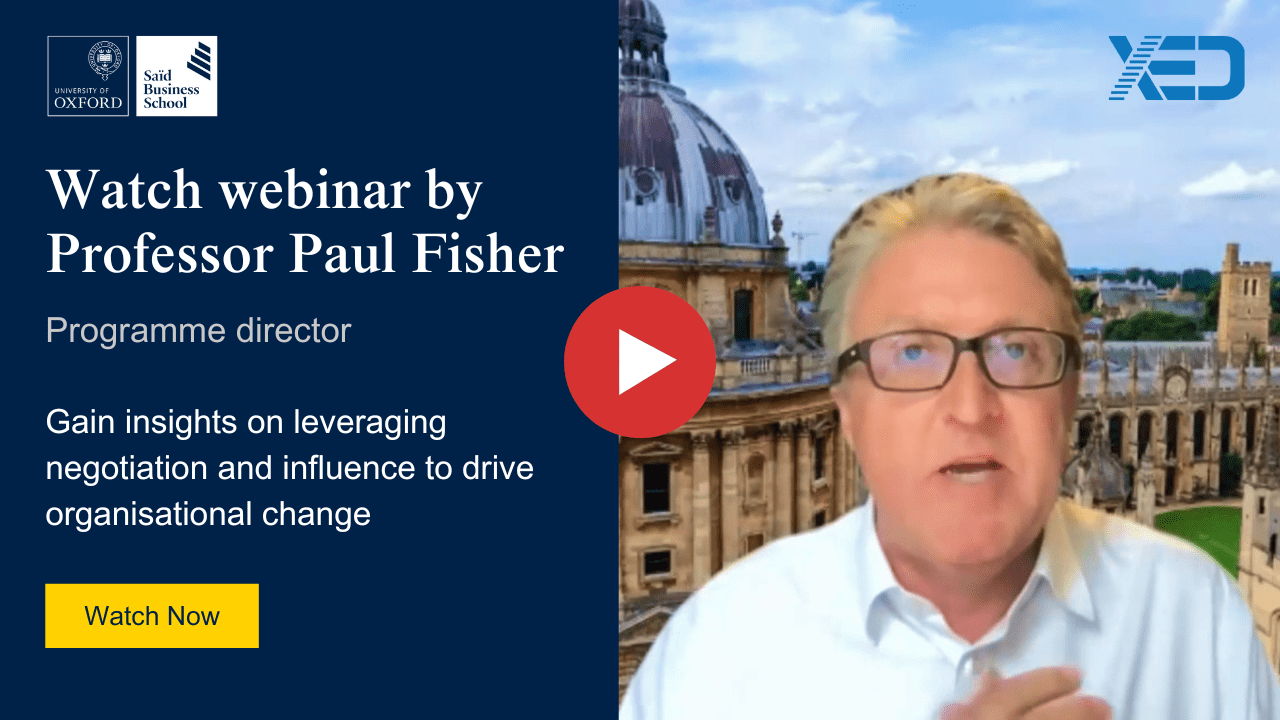 UNIVERSITY OF
OXFORD
Saïd
Business
School
XED
Watch webinar by
Professor Paul Fisher
Programme director
Gain insights on leveraging
negotiation and influence to drive
organisational change
Watch Now